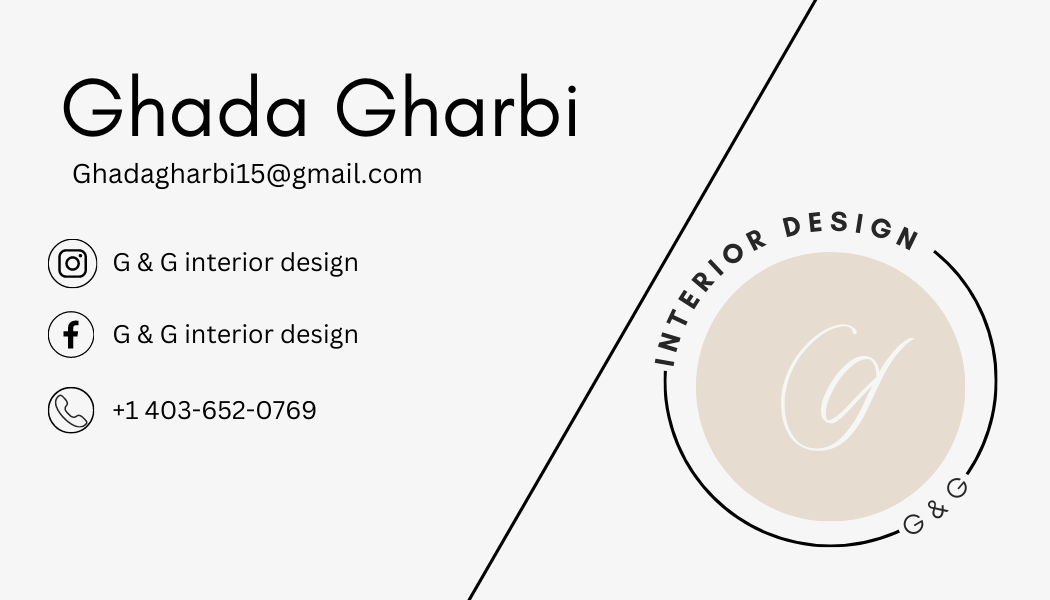 Ghada Gharbi
Ghadagharbi15@gmail.com
G & G interior design
G & G interior design
+1 403-652-0769
INTERIOR DESIGN
G
G & G